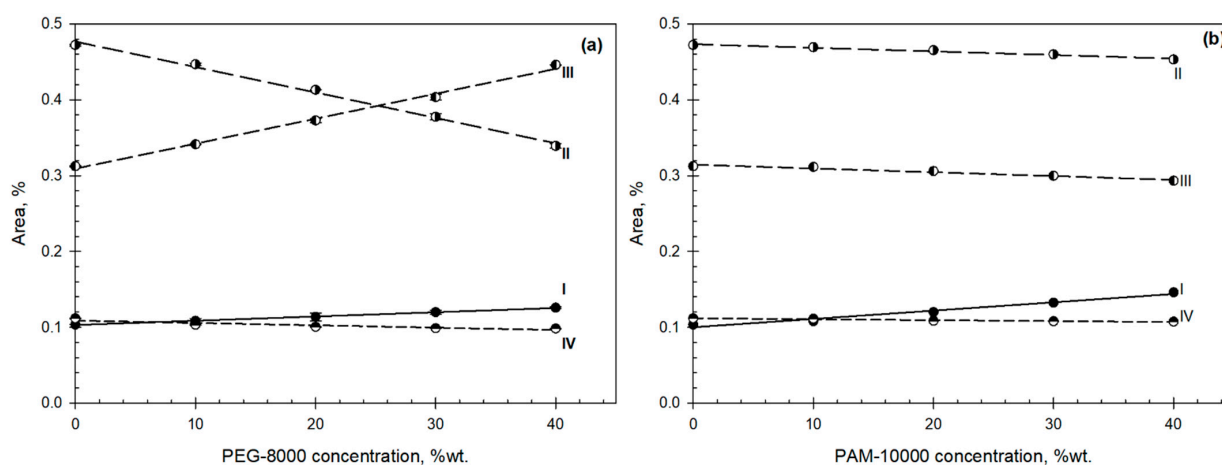 0.5
0.4
0.3
0.2
0.1
0.0
Area, %
0
10
20
30
40
PEG-8000 concentration, %wt.
(a)
III
II
I
IV
0.5
0.4
0.3
0.2
0.1
0.0
Area, %
0
10
20
30
40
PAM-10000 concentration, %wt.
(b)
II
III
I
IV